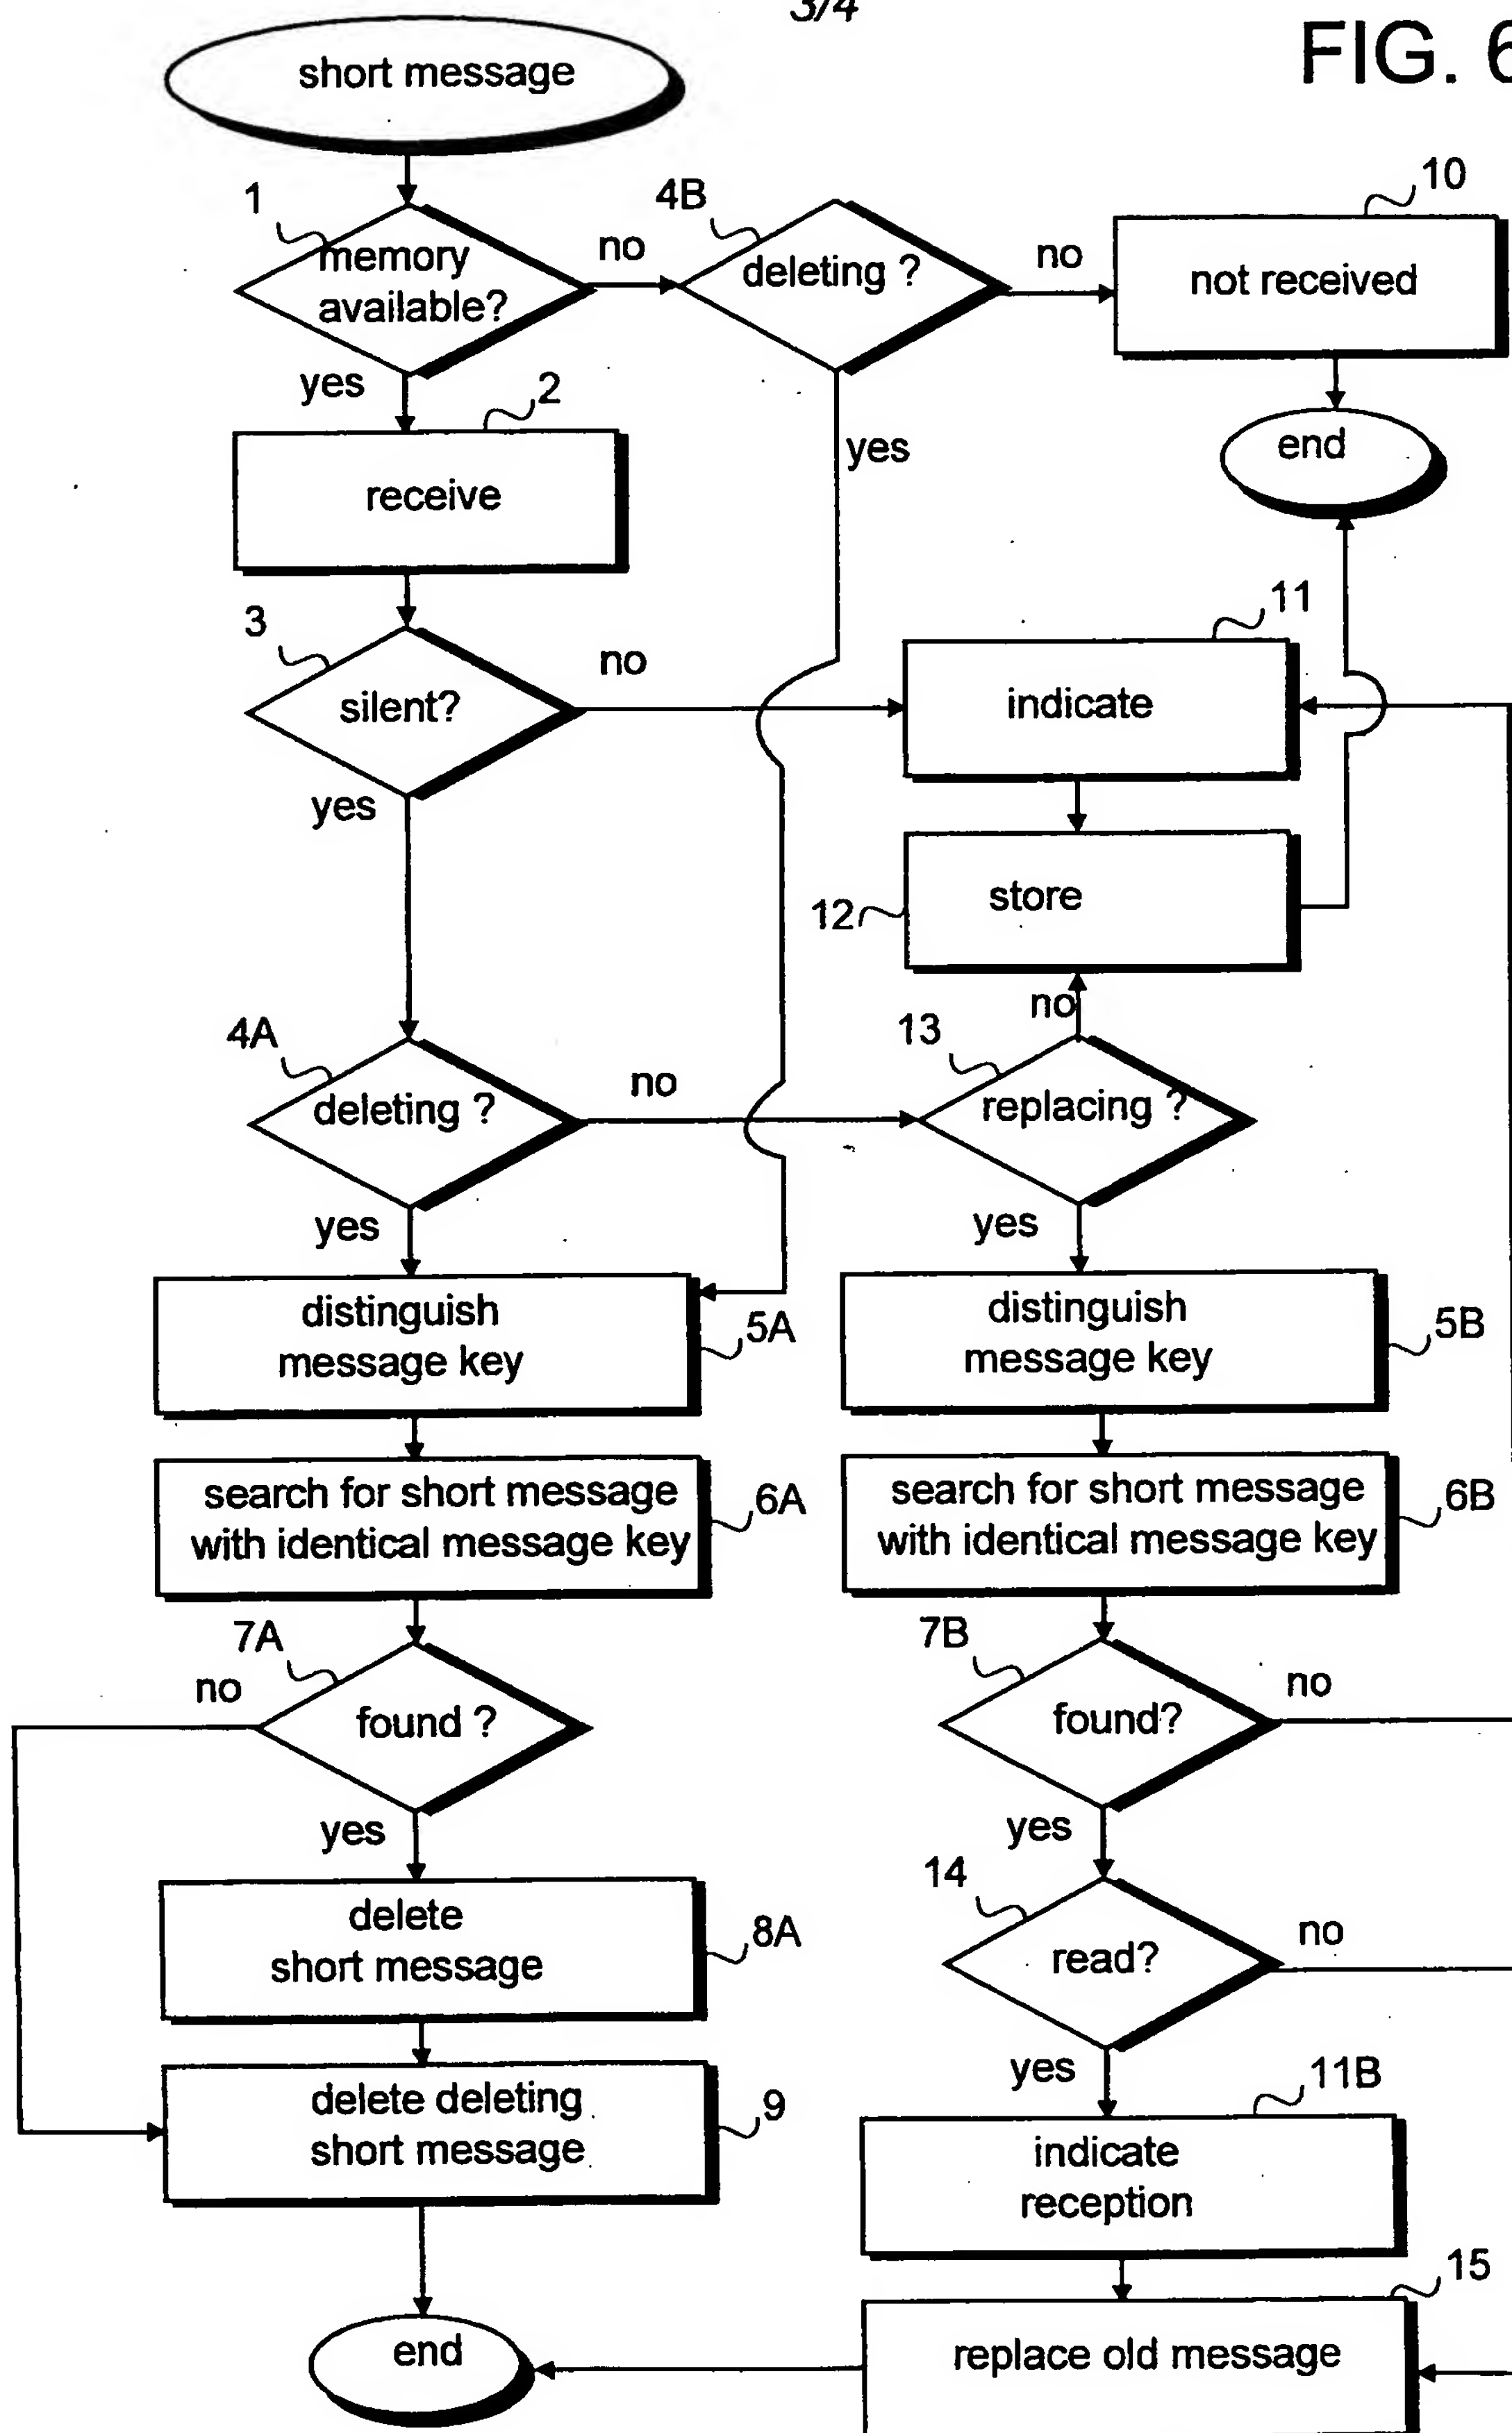 3/4
FIG. 6
short message
1
memory
available?
no
4B
deleting ?
no
10
not received
yes
2
receive
yes
end
3
silent?
no
11
indicate
yes
12
store
no
4A
deleting ?
no
13
replacing ?
yes
yes
distinguish
message key
5A
distinguish
message key
5B
search for short message
with identical message key
6A
search for short message
with identical message key
6B
7A
no
found ?
7B
found?
no
yes
yes
delete
short message
8A
14
read?
no
delete deleting
short message
9
yes
11B
indicate
reception
15
end
replace old message